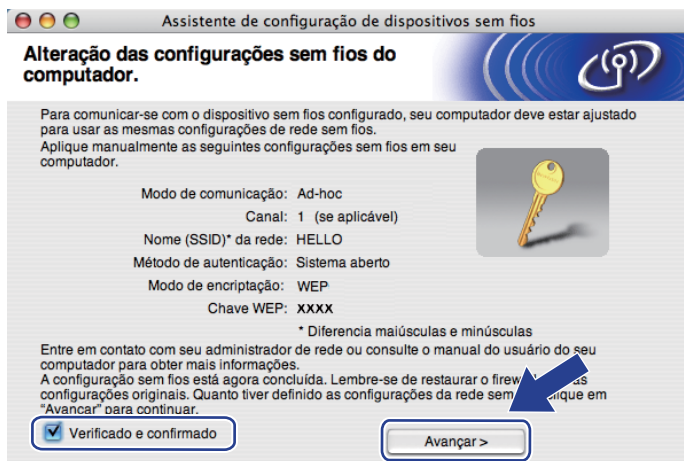 Assistente de configuração de dispositivos sem fios
Alteração das configurações sem fios do
computador.
Para comunicar-se com o dispositivo sem fios configurado, seu computador deve estar ajustado
para usar as mesmas configurações de rede sem fios.
Aplique manualmente as seguintes configurações sem fios em seu
computador.
Modo de comunicação: Ad-hoc
Canal: 1 (se aplicável)
Nome (SSID)* da rede: HELLO
Método de autenticação: Sistema aberto
Modo de encriptação: WEP
Chave WEP: XXXX
* Diferencia maiúsculas e minúsculas
Entre em contato com seu administrador de rede ou consulte o manual do usuário do seu
computador para obter mais informações.
A configuração sem fios está agora concluída. Lembre-se de restaurar o as
configurações originais. Quanto tiver definido as configurações da rede sem em
"Avançar" para continuar.
Verificado e confirmado
Avançar >